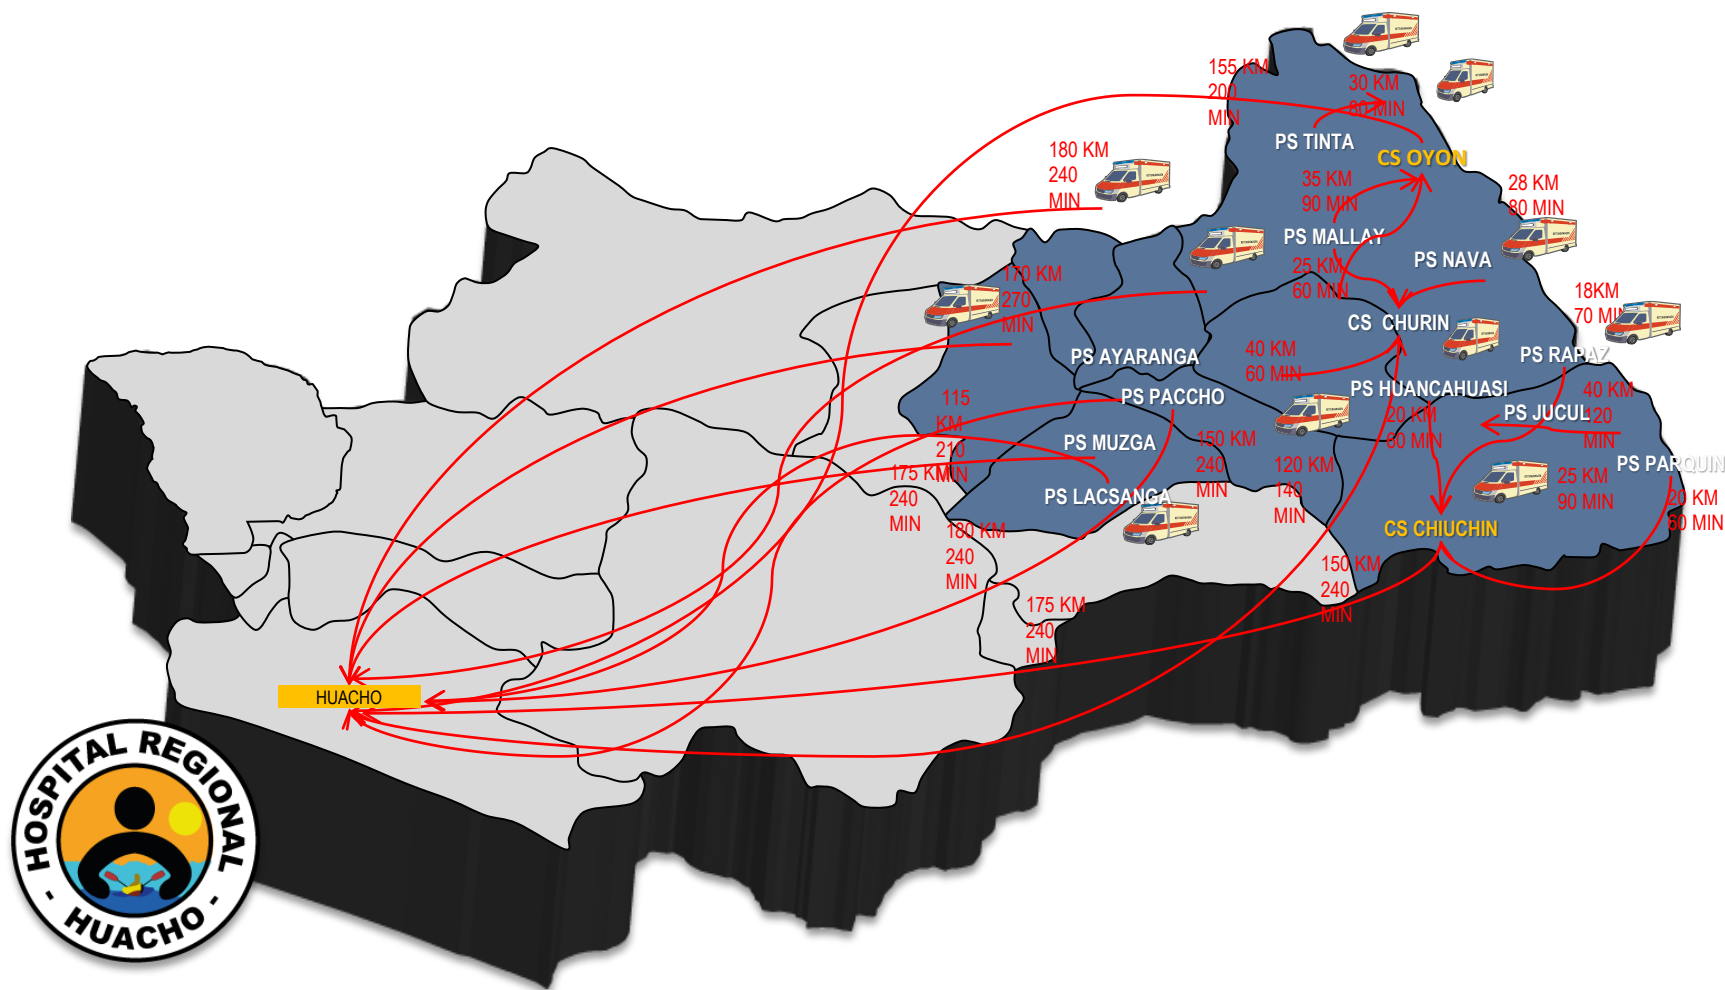 155 KM
200
MIN
30 KM
80 MIN
PS TINTA
CS OYON
180 KM
240
MIN
35 KM
90 MIN
28 KM
80 MIN
PS MALLAY
PS NAVA
25 KM
60 MIN
170 KM
270
MIN
18KM
70 MIN
CS CHURIN
PS AYARANGA
40 KM
60 MIN
PS RAPAZ
PS HUANCAHUASI
PS PACCHO
40 KM
120
MIN
115
KM
210
MIN
20 KM
60 MIN
PS JUCUL
PS MUZGA
150 KM
240
MIN
120 KM
140
MIN
PS PARQUIN
175 KM
240
MIN
25 KM
90 MIN
20 KM
60 MIN
PS LACSANGA
CS CHIUCHIN
180 KM
240
MIN
150 KM
240
MIN
175 KM
240
MIN
HUACHO
HOSPITAL REGIONAL
- HUACHO -